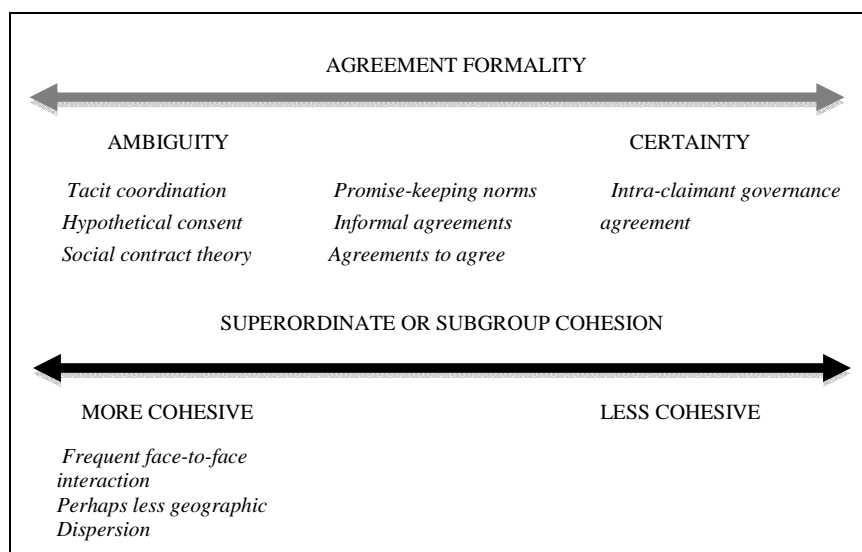 AGREEMENT FORMALITY
AMBIGUITY CERTAINTY
Tacit coordination Promise-keeping norms Intra-claimant governance
Hypothetical consent Informal agreements agreement
Social contract theory Agreements to agree
SUPERORDINATE OR SUBGROUP COHESION
MORE COHESIVE LESS COHESIVE
Frequent face-to-face
interaction
Perhaps less geographic
Dispersion